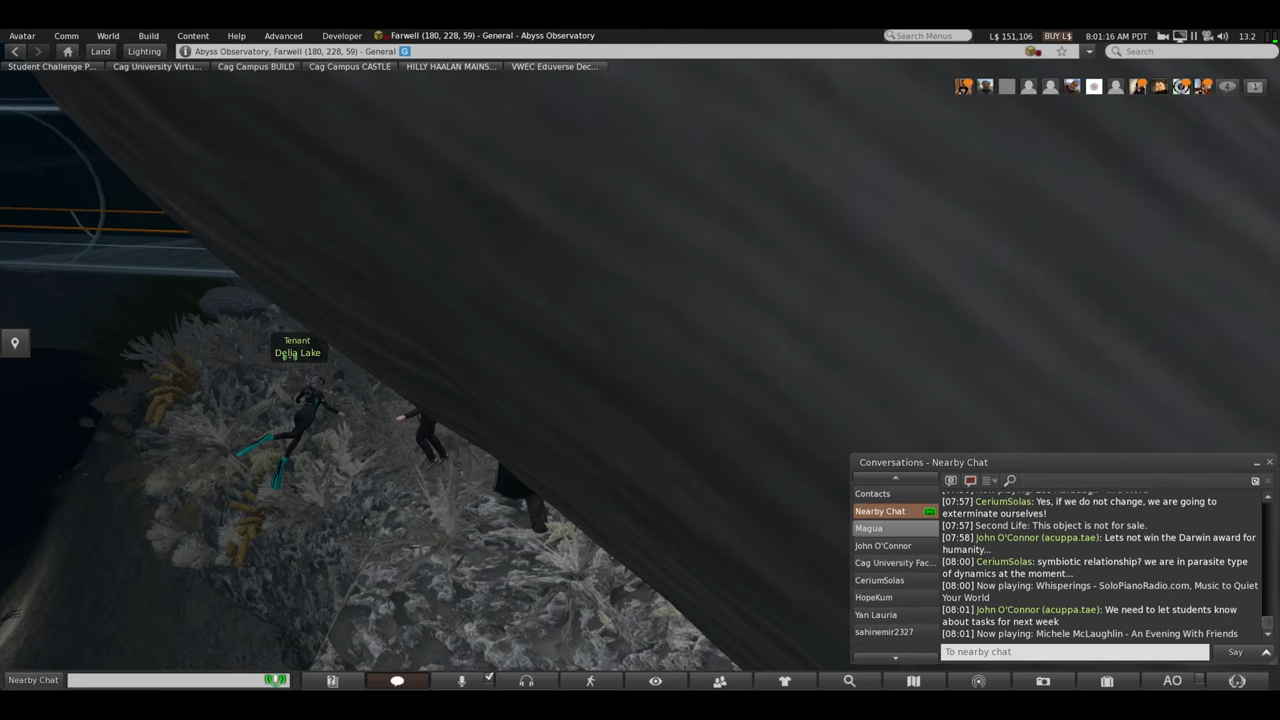 Avatar Comm World Build Content Help Advanced Developer Farwell (180, 228, 59) - General - Abyss Observatory Search Menus L$ 151,106 BUY L$ 8:01:16 AM PDT 13.2
Land Lighting Abyss Observatory, Farwell (180, 228, 59) - General G Search
Student Challenge P... Cag University Virtu... Cag Campus BUILD Cag Campus CASTLE HILLY HAALAN MAINS... VWEC Eduverse Dec...
4 1
Tenant
Delia Lake
Conversations - Nearby Chat
Contacts
Nearby Chat
Magua
John O'Connor
Cag University Fac...
CeriumSolas
HopeKum
Yan Lauria
sahinemir2327
[07:57] CeriumSolas: Yes, if we do not change, we are going to
exterminate ourselves!
[07:57] Second Life: This object is not for sale.
[07:58] John O'Connor (acuppa.tae): Lets not win the Darwin award for
humanity...
[08:00] CeriumSolas: symbiotic relationship? we are in parasite type
of dynamics at the moment...
[08:00] Now playing: Whisperings - SoloPianoRadio.com, Music to Quiet
Your World
[08:01] John O'Connor (acuppa.tae): We need to let students know
about tasks for next week
[08:01] Now playing: Michele McLaughlin - An Evening With Friends
To nearby chat Say
Nearby Chat AO